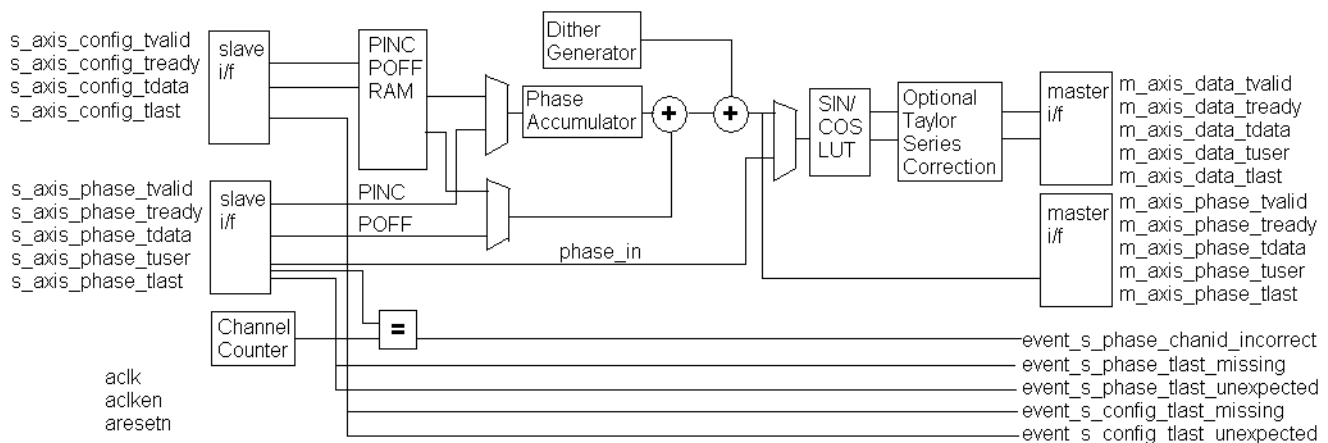 s_axis_config_tvalid
s_axis_config_tready
s_axis_config_tdata
s_axis_config_tlast
slave
i/f
PINC
POFF
RAM
Dither
Generator
Phase
Accumulator
+
+
SIN/
COS
LUT
Optional
Taylor
Series
Correction
master
i/f
m_axis_data_tvalid
m_axis_data_tready
m_axis_data_tdata
m_axis_data_tuser
m_axis_data_tlast
s_axis_phase_tvalid
s_axis_phase_tready
s_axis_phase_tdata
s_axis_phase_tuser
s_axis_phase_tlast
slave
i/f
PINC
POFF
phase_in
master
i/f
m_axis_phase_tvalid
m_axis_phase_tready
m_axis_phase_tdata
m_axis_phase_tuser
m_axis_phase_tlast
Channel
Counter
=
event_s_phase_chanid_incorrect
event_s_phase_tlast_missing
event_s_phase_tlast_unexpected
event_s_config_tlast_missing
event_s_config_tlast_unexpected
aclk
aclken
aresetn